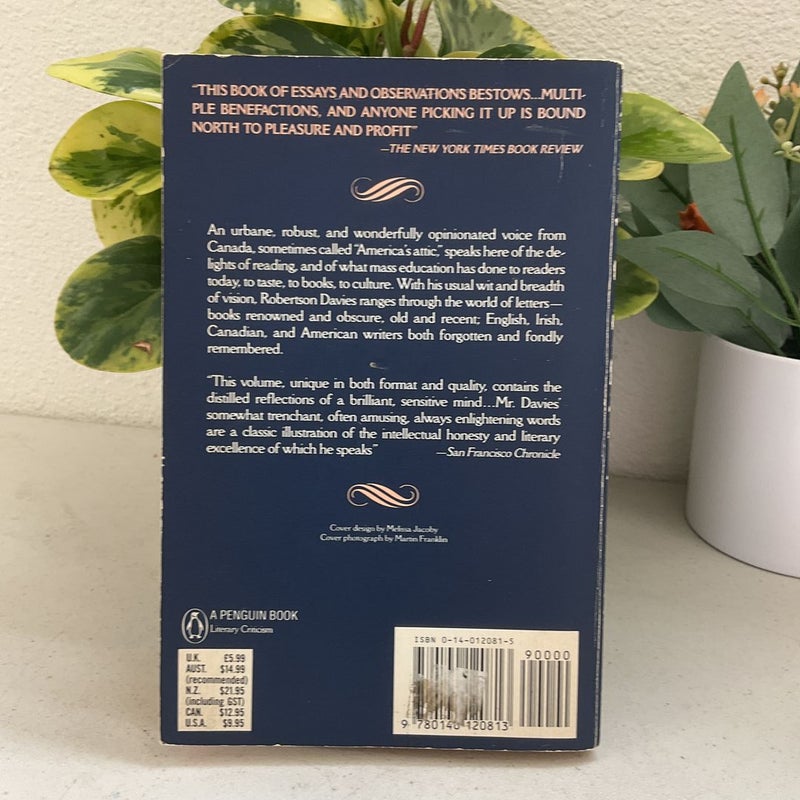 "THIS BOOK OF ESSAYS AND OBSERVATIONS BESTOWS...MULTI-
PLE BENEFACTIONS, AND ANYONE PICKING IT UP IS BOUND
NORTH TO PLEASURE AND PROFIT"
—THE NEW YORK TIMES BOOK REVIEW
An urbane, robust, and wonderfully opinionated voice from
Canada, sometimes called "America's attic," speaks here of the de-
lights of reading, and of what mass education has done to readers
today, to taste, to books, to culture. With his usual wit and breadth
of vision, Robertson Davies ranges through the world of letters—
books renowned and obscure, old and recent; English, Irish,
Canadian, and American writers both forgotten and fondly
remembered.
"This volume, unique in both format and quality, contains the
distilled reflections of a brilliant, sensitive mind...Mr. Davies'
somewhat trenchant, often amusing, always enlightening words
are a classic illustration of the intellectual honesty and literary
excellence of which he speaks" —San Francisco Chronicle
Cover design by Melissa Jacoby
Cover photograph by Martin Franklin
A PENGUIN BOOK
Literary Criticism
U.K. £5.99
AUST. $14.99
(recommended)
N.Z. $21.95
(including GST)
CAN. $12.95
U.S.A. $9.95
ISBN 0-14-012081-5
90000
9 780140 120813